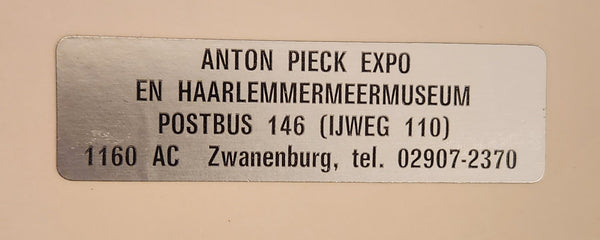 ANTON PIECK EXPO
EN HAARLEMMERMEERMUSEUM
POSTBUS 146 (IJWEG 110)
1160 AC Zwanenburg, tel. 02907-2370